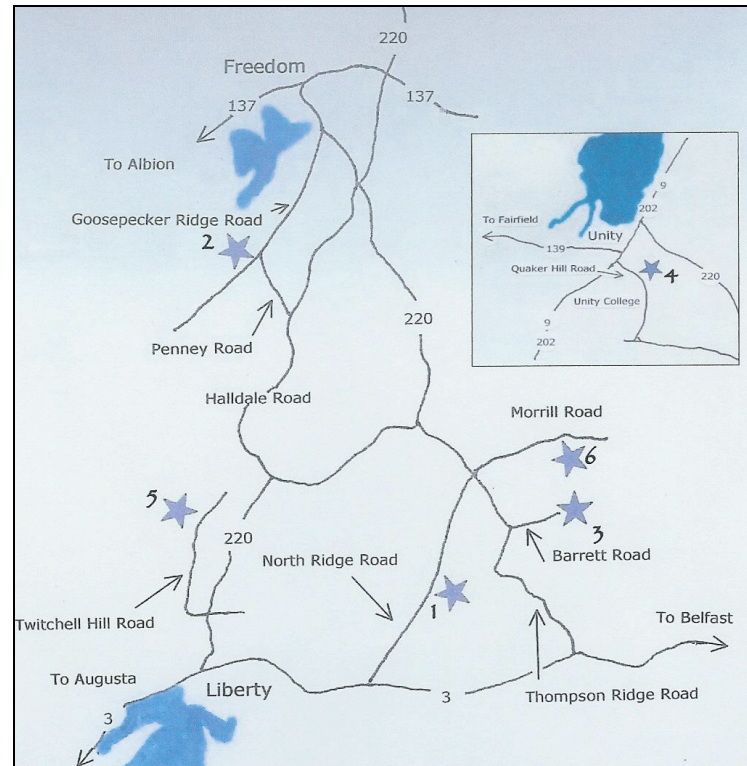 220
Freedom
137
137
To Albion
9
202
To Fairfield
Unity
139
Goosepecker Ridge Road
2
Quaker Hill Road
4
220
Unity College
9
202
220
Penney Road
Halldale Road
Morrill Road
6
5
220
3
North Ridge Road
Barrett Road
1
Twitchell Hill Road
To Belfast
To Augusta
Liberty
3
Thompson Ridge Road
3